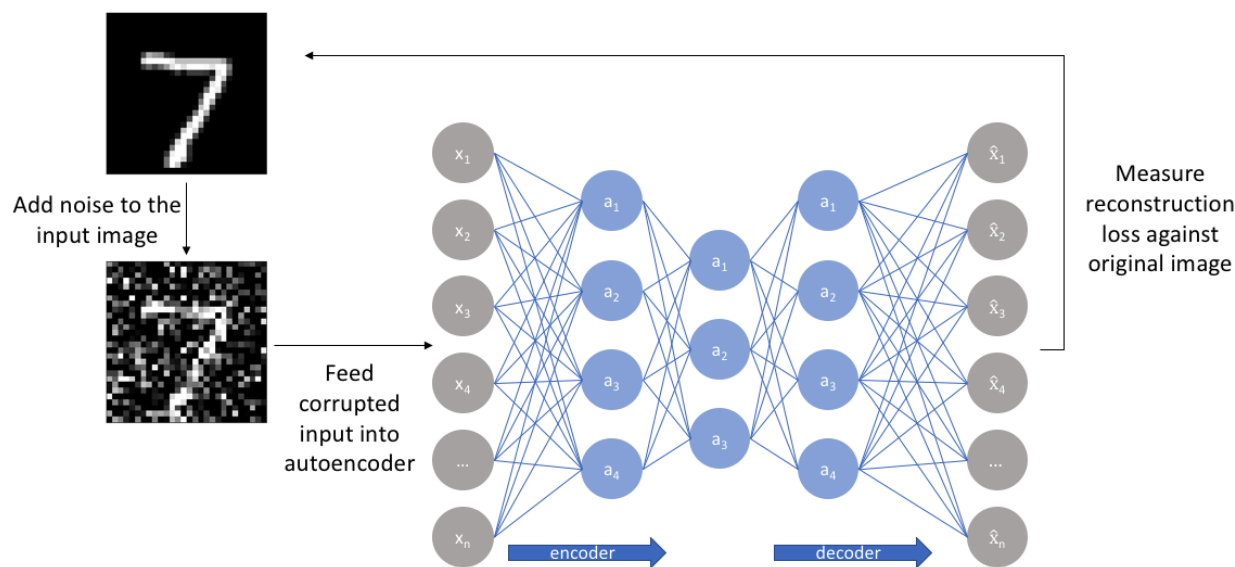 Add noise to the
input image
Feed
corrupted
input into
autoencoder
x₁
x₂
x₃
x₄
...
xₙ
a₁
a₂
a₃
a₄
encoder
a₁
a₂
a₃
a₁
a₂
a₃
a₄
decoder
x̂₁
x̂₂
x̂₃
x̂₄
...
x̂ₙ
Measure
reconstruction
loss against
original image